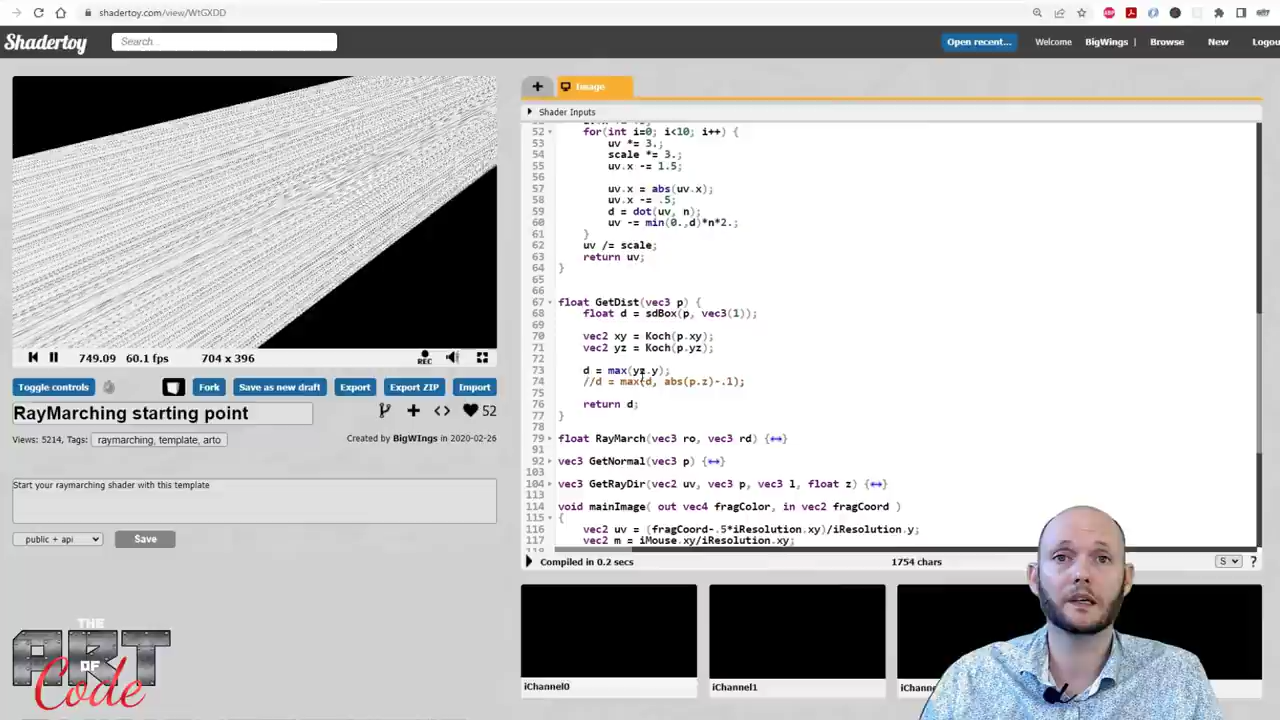 shadertoy.com/view/WtGXDD
Shadertoy
Search...
Open recent...
Welcome
BigWings |
Browse
New
Logou
Image
Shader Inputs
52 for(int i=0; i<10; i++) {
53 uv *= 3.;
54 scale *= 3.;
55 uv.x -= 1.5;
56
57 uv.x = abs(uv.x);
58 uv.x -= .5;
59 d = dot(uv, n);
60 uv -= min(0.,d)*n*2.;
61 }
62 uv /= scale;
63 return uv;
64 }
65
66
67 float GetDist(vec3 p) {
68 float d = sdBox(p, vec3(1));
69
70 vec2 xy = Koch(p.xy);
71 vec2 yz = Koch(p.yz);
72
73 d = max(yz.y);
74 //d = max(d, abs(p.z)-.1);
75
76 return d;
77 }
78
79 float RayMarch(vec3 ro, vec3 rd) {↔}
91
92 vec3 GetNormal(vec3 p) {↔}
103
104 vec3 GetRayDir(vec2 uv, vec3 p, vec3 l, float z) {↔}
113
114 void mainImage( out vec4 fragColor, in vec2 fragCoord )
115 {
116 vec2 uv = (fragCoord-.5*iResolution.xy)/iResolution.y;
117 vec2 m = iMouse.xy/iResolution.xy;
118
Compiled in 0.2 secs
1754 chars
S
?
749.09
60.1 fps
704 x 396
REC
Toggle controls
Fork
Save as new draft
Export
Export ZIP
Import
RayMarching starting point
52
Views: 5214, Tags:
raymarching, template, arto
Created by BigWIngs in 2020-02-26
Start your raymarching shader with this template
public + api
Save
iChannel0
iChannel1
iChanne
THE
ART
OF
Code